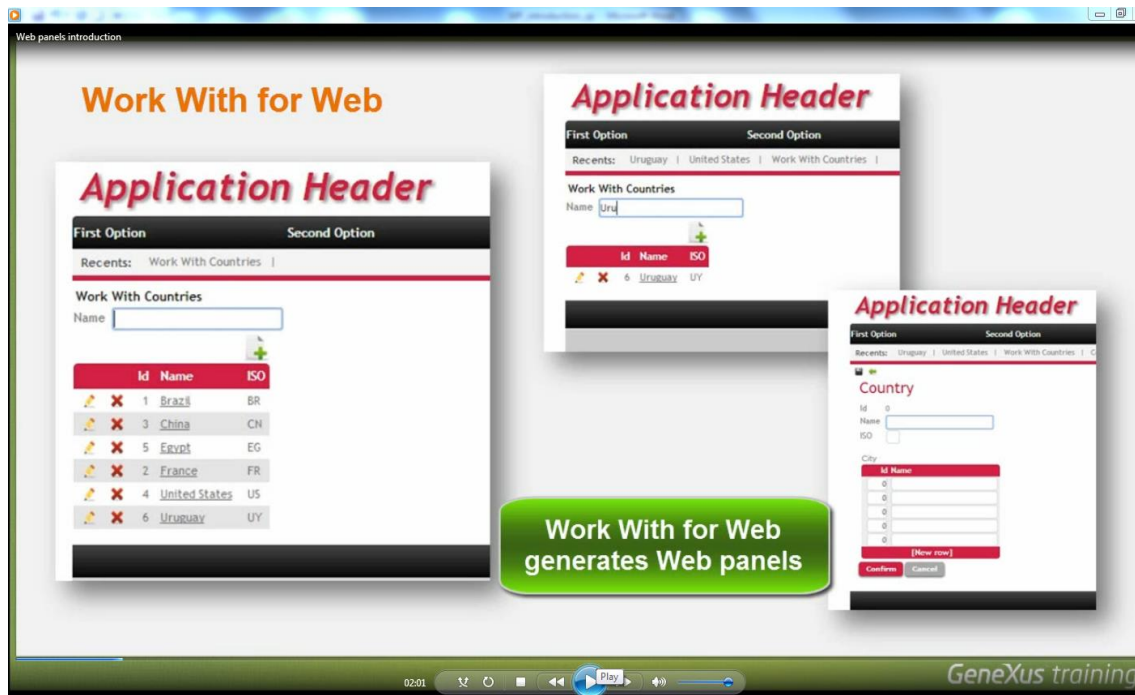 Web panels introduction
Work With for Web
Application Header
First Option Second Option
Recents: Work With Countries |
Work With Countries
Name
Id Name ISO
1 Brazil BR
3 China CN
5 Egypt EG
2 France FR
4 United States US
6 Uruguay UY
Application Header
First Option Second Option
Recents: Uruguay | United States | Work With Countries |
Work With Countries
Name Uru
Id Name ISO
6 Uruguay UY
Application Header
First Option Second Option
Recents: Uruguay | United States | Work With Countries | C
Country
Id 0
Name
ISO
City
Id Name
0
0
0
0
0
[New row]
Confirm Cancel
Work With for Web
generates Web panels
02:01
Play
GeneXus training